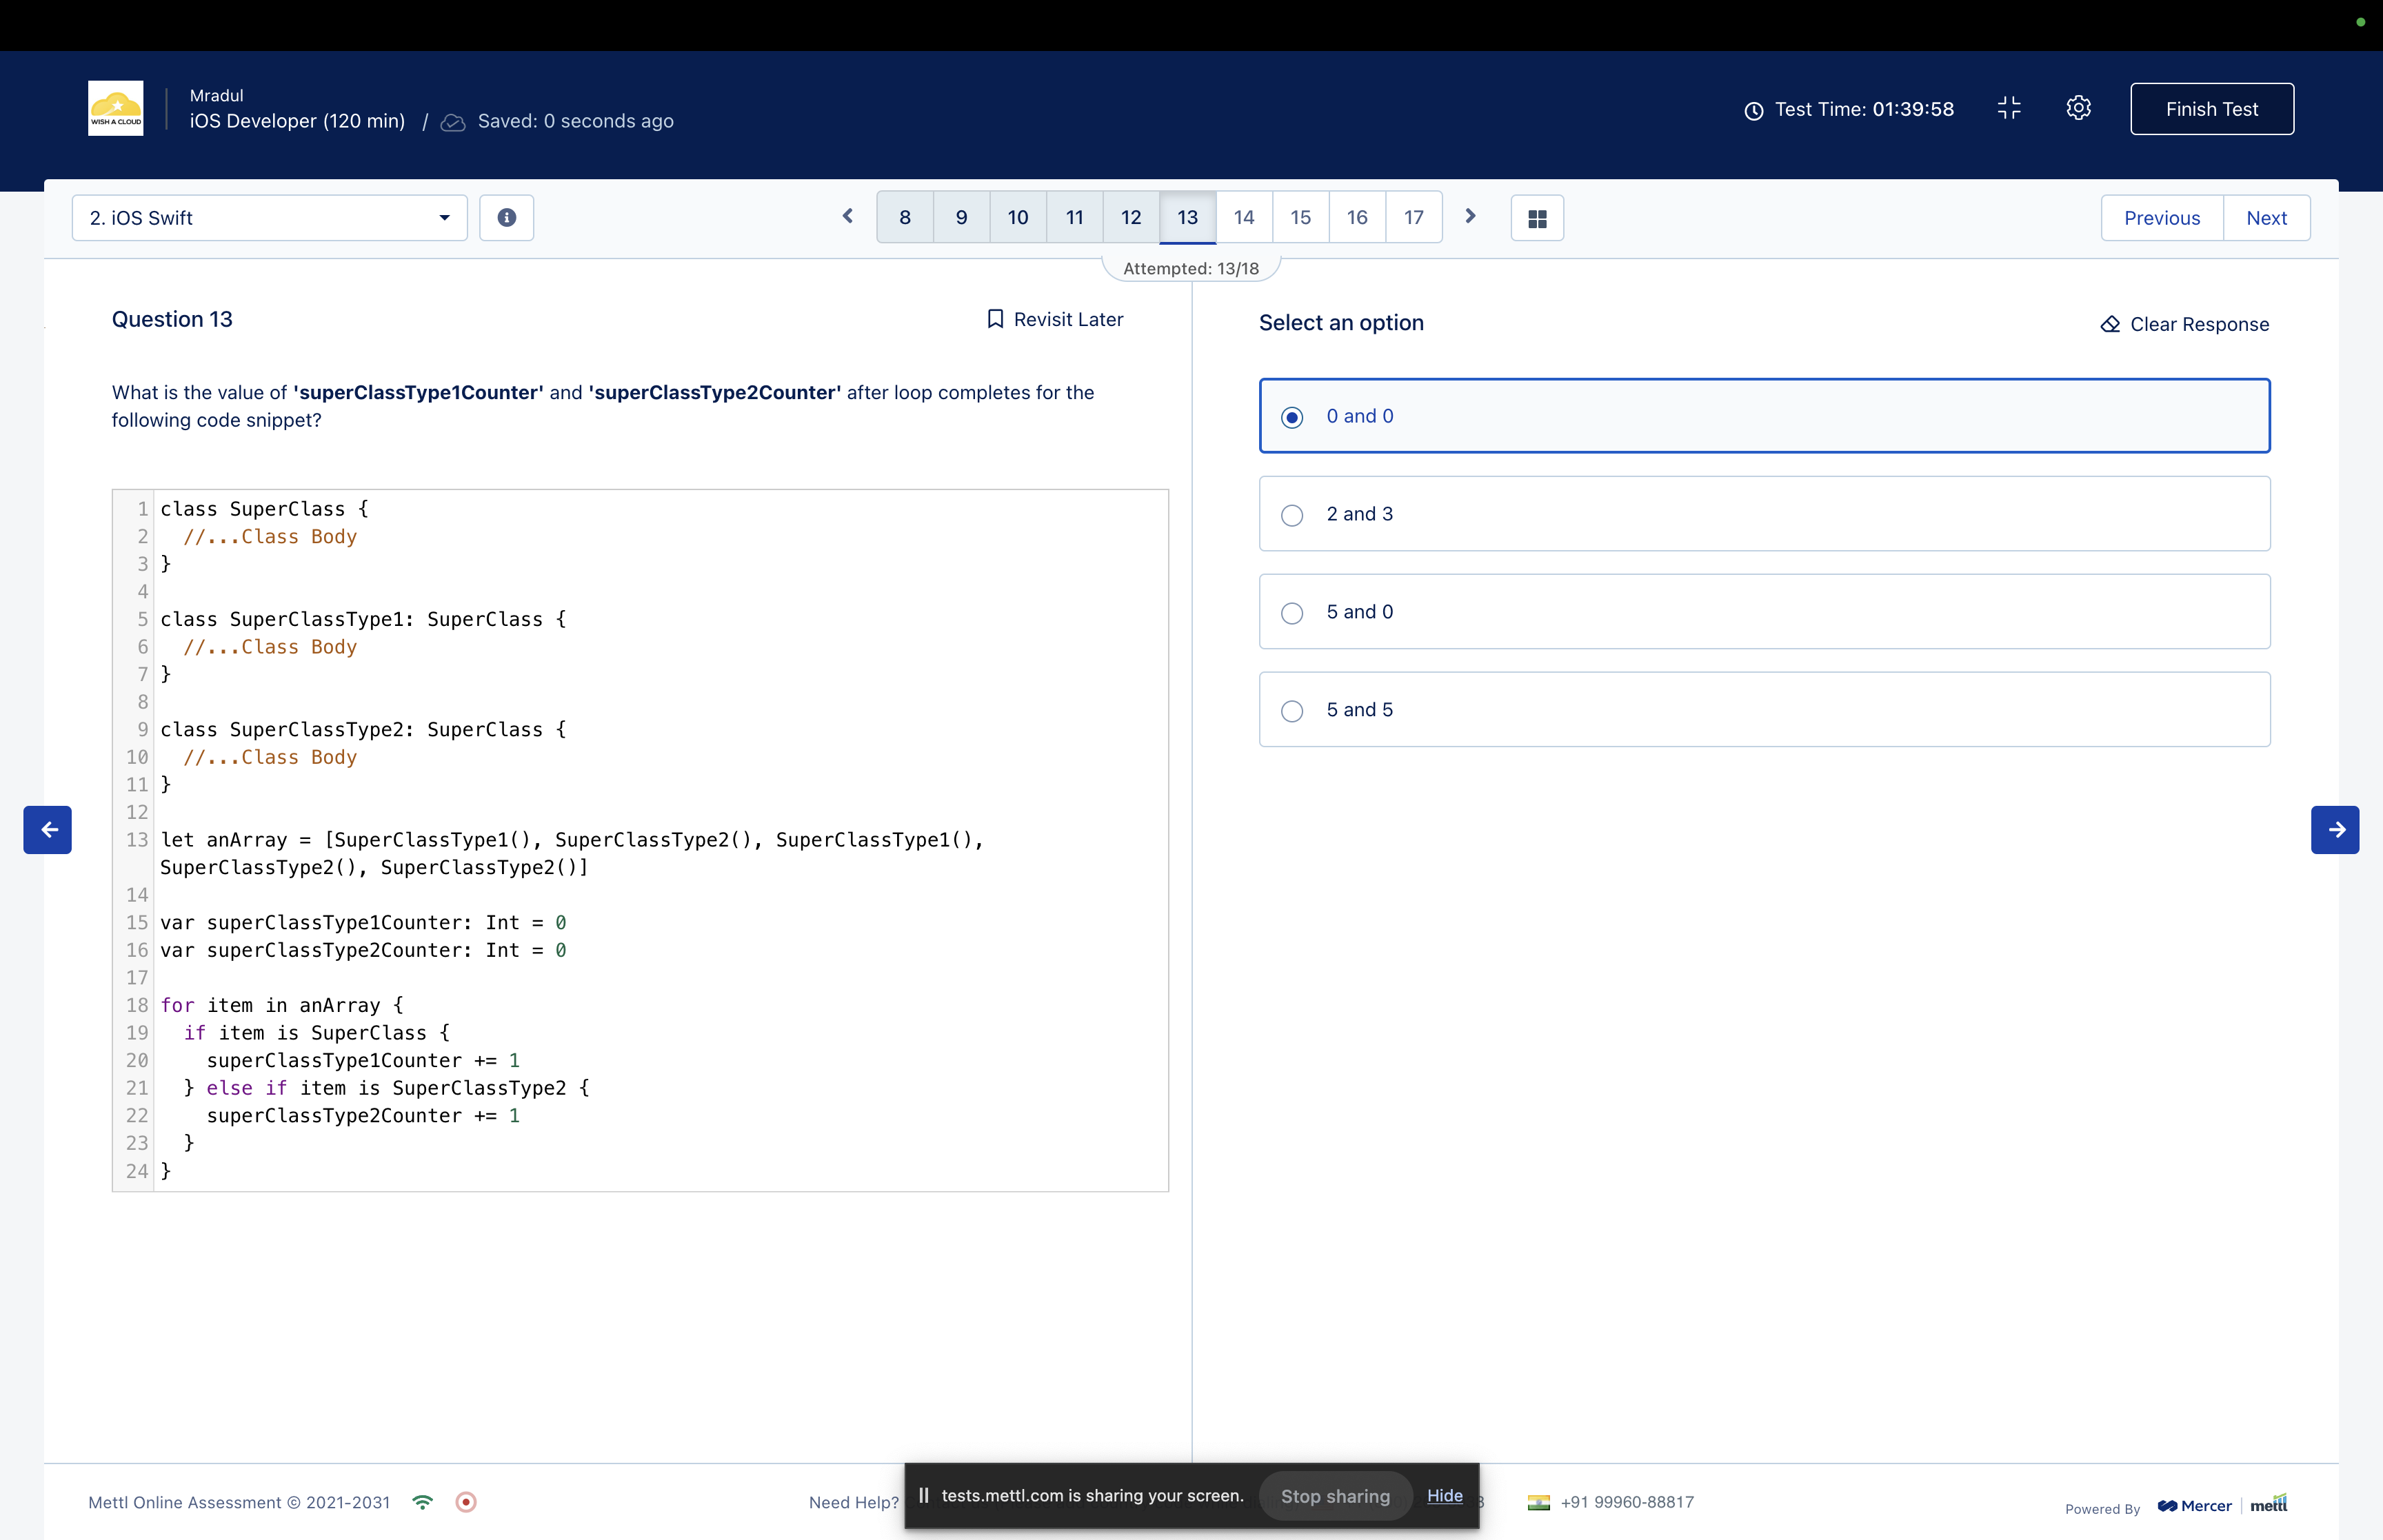 WISH A CLOUD
Mradul
iOS Developer (120 min) / Saved: 0 seconds ago
Test Time: 01:39:58
Finish Test
2. iOS Swift
8 9 10 11 12 13 14 15 16 17
Previous Next
Attempted: 13/18
Question 13
Revisit Later
What is the value of 'superClassType1Counter' and 'superClassType2Counter' after loop completes for the
following code snippet?
1 class SuperClass {
2 //...Class Body
3 }
4
5 class SuperClassType1: SuperClass {
6 //...Class Body
7 }
8
9 class SuperClassType2: SuperClass {
10 //...Class Body
11 }
12
13 let anArray = [SuperClassType1(), SuperClassType2(), SuperClassType1(),
SuperClassType2(), SuperClassType2()]
14
15 var superClassType1Counter: Int = 0
16 var superClassType2Counter: Int = 0
17
18 for item in anArray {
19 if item is SuperClass {
20 superClassType1Counter += 1
21 } else if item is SuperClassType2 {
22 superClassType2Counter += 1
23 }
24 }
Select an option
Clear Response
0 and 0
2 and 3
5 and 0
5 and 5
Mettl Online Assessment © 2021-2031
Need Help?
tests.mettl.com is sharing your screen. Stop sharing Hide
+91 99960-88817
Powered By Mercer | mettl